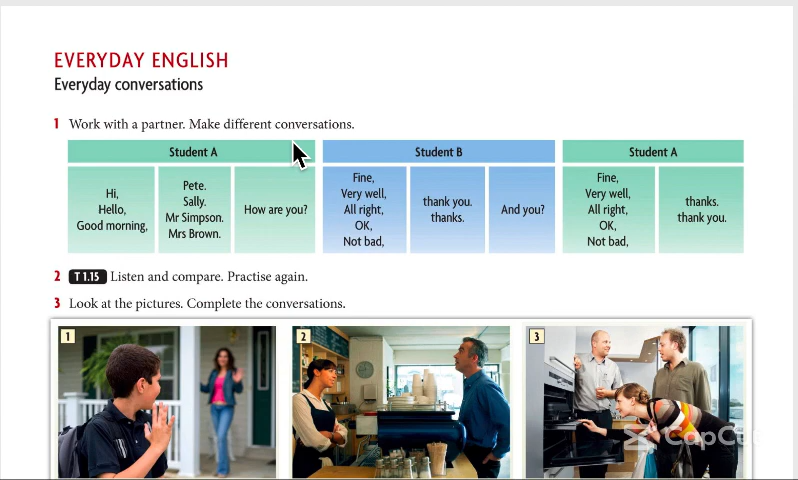 EVERYDAY ENGLISH
Everyday conversations
1 Work with a partner. Make different conversations.
Student A
Hi,
Hello,
Good morning,
Pete.
Sally.
Mr Simpson.
Mrs Brown.
How are you?
Student B
Fine,
Very well,
All right,
OK,
Not bad,
thank you.
thanks.
And you?
Student A
Fine,
Very well,
All right,
OK,
Not bad,
thanks.
thank you.
2 T 1.15 Listen and compare. Practise again.
3 Look at the pictures. Complete the conversations.
1
2
3
CapCut